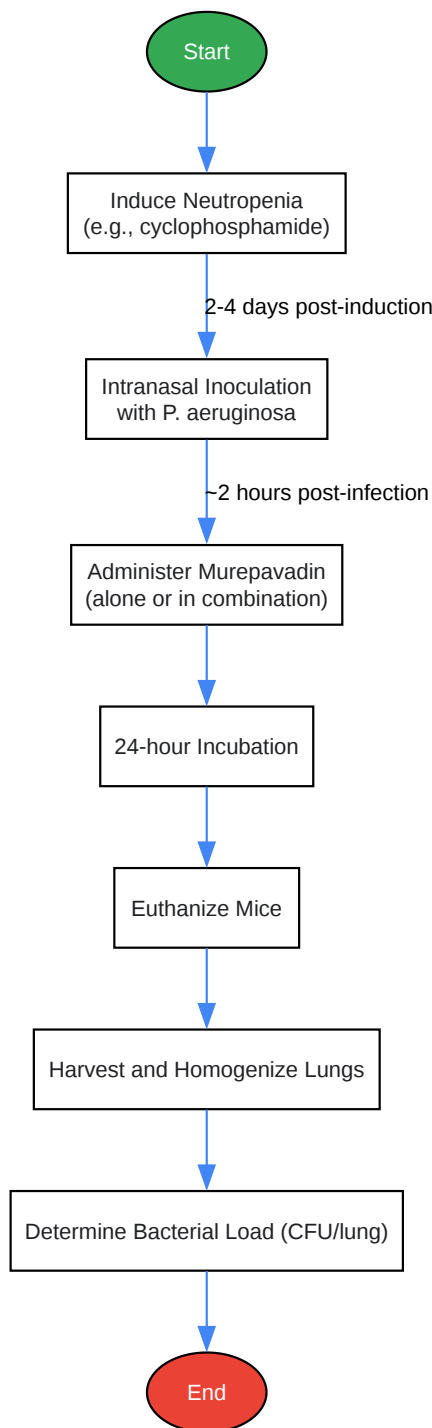 Start
Induce Neutropenia
(e.g., cyclophosphamide)
2-4 days post-induction
Intranasal Inoculation
with P. aeruginosa
~2 hours post-infection
Administer Murepavadin
(alone or in combination)
24-hour Incubation
Euthanize Mice
Harvest and Homogenize Lungs
Determine Bacterial Load (CFU/lung)
End